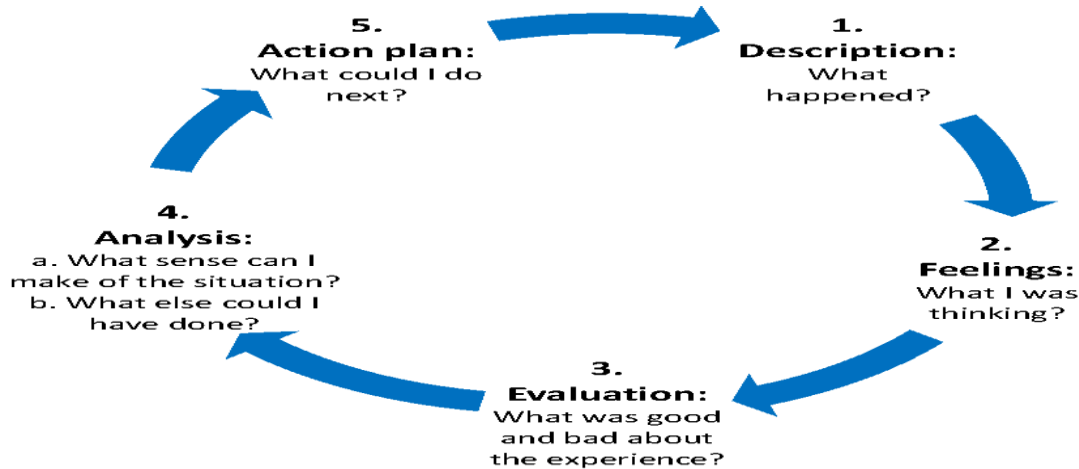 1.
Description:
What
happened?
2.
Feelings:
What I was
thinking?
3.
Evaluation:
What was good
and bad about
the experience?
4.
Analysis:
a. What sense can I
make of the situation?
b. What else could I
have done?
5.
Action plan:
What could I do
next?